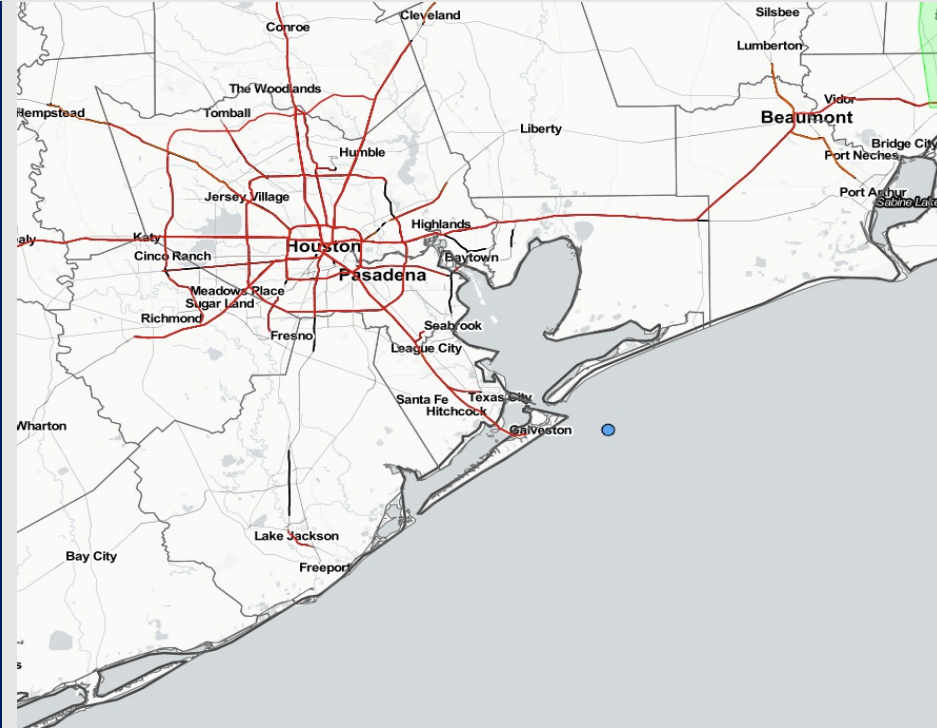 Silsbee
Cleveland
Conroe
Lumberton
The Woodlands
Vidor
Hempstead
Tomball
Beaumont
Liberty
Bridge City
Humble
Port Neches
Port Arthur
Jersey Village
Sabine Lake
Highlands
Katy
ealy
Houston
Cinco Ranch
Baytown
Pasadena
Meadows Place
Sugar Land
Richmond
Seabrook
Fresno
League City
Santa Fe
Texas City
Hitchcock
Wharton
Galveston
Lake Jackson
Bay City
Freeport
s